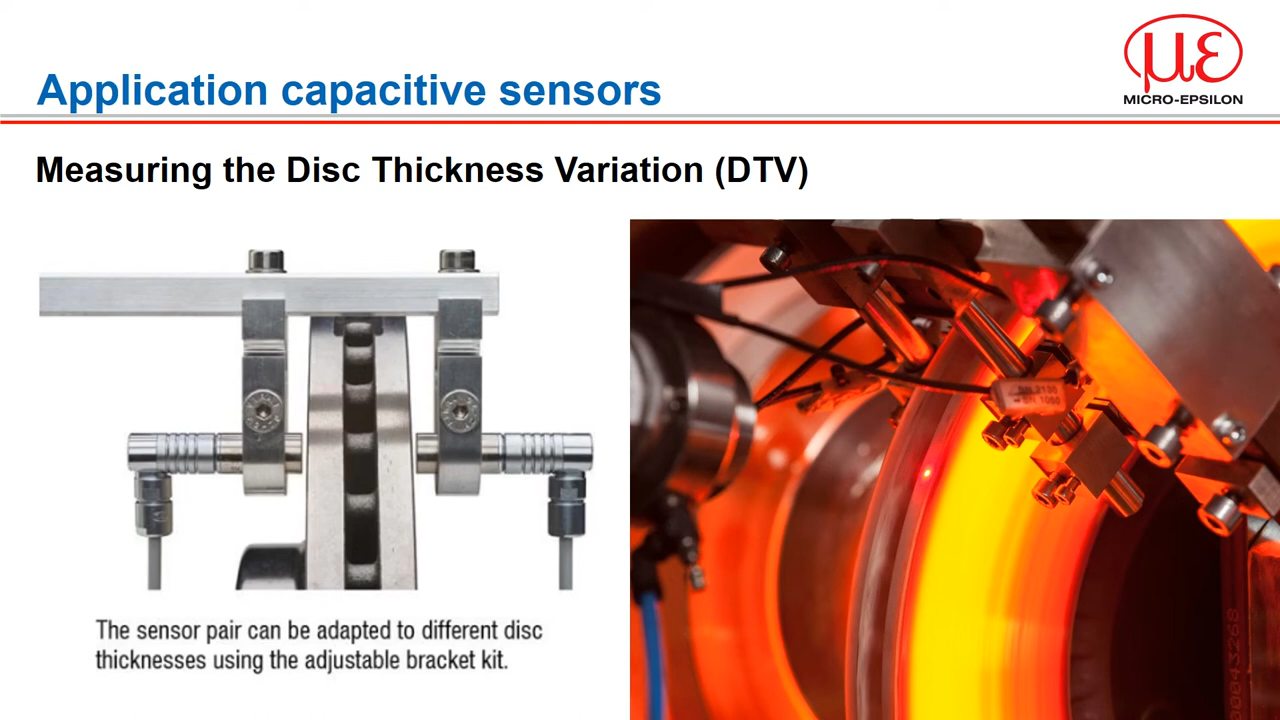 Application capacitive sensors
με
MICRO-EPSILON
Measuring the Disc Thickness Variation (DTV)
The sensor pair can be adapted to different disc
thicknesses using the adjustable bracket kit.